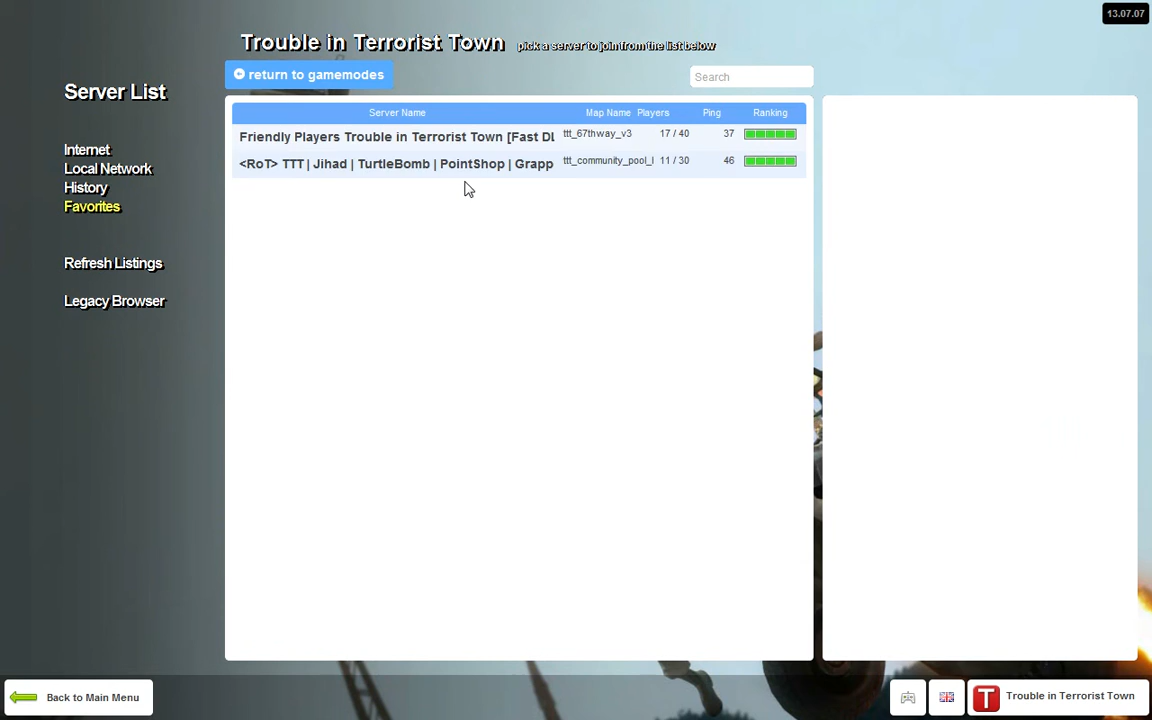 13.07.07
Trouble in Terrorist Town pick a server to join from the list below
return to gamemodes
Search
Server List
Internet
Local Network
History
Favorites
Refresh Listings
Legacy Browser
Server Name Map Name Players Ping Ranking
Friendly Players Trouble in Terrorist Town [Fast DL ttt_67thway_v3 17 / 40 37
<RoT> TTT | Jihad | TurtleBomb | PointShop | Grapp ttt_community_pool_ 11 / 30 46
Back to Main Menu
T Trouble in Terrorist Town